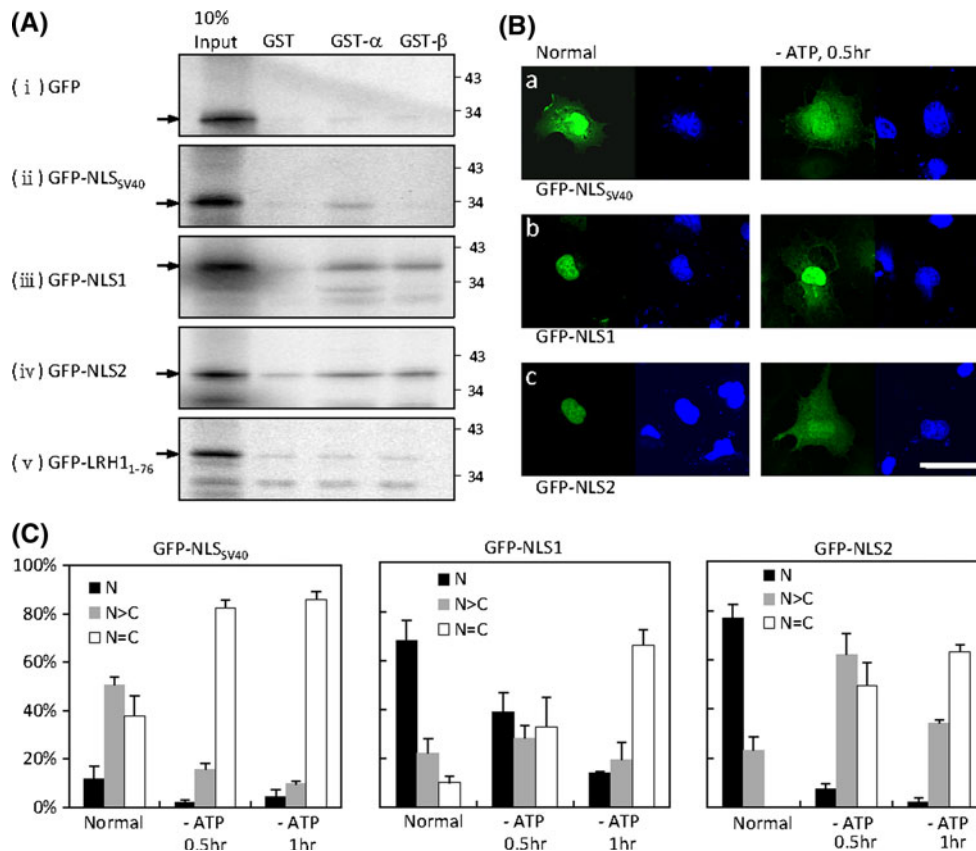 (A)
10%
Input GST GST-α GST-β
(i) GFP
43
34
(ii) GFP-NLSSV40
43
34
(iii) GFP-NLS1
43
34
(iv) GFP-NLS2
43
34
(v) GFP-LRH11-76
43
34
(B)
Normal - ATP, 0.5hr
a
GFP-NLSSV40
b
GFP-NLS1
c
GFP-NLS2
(C)
GFP-NLSSV40
100%
80%
60%
40%
20%
0%
N
N>C
N=C
Normal - ATP - ATP
0.5hr 1hr
GFP-NLS1
N
N>C
N=C
Normal - ATP - ATP
0.5hr 1hr
GFP-NLS2
N
N>C
N=C
Normal - ATP - ATP
0.5hr 1hr